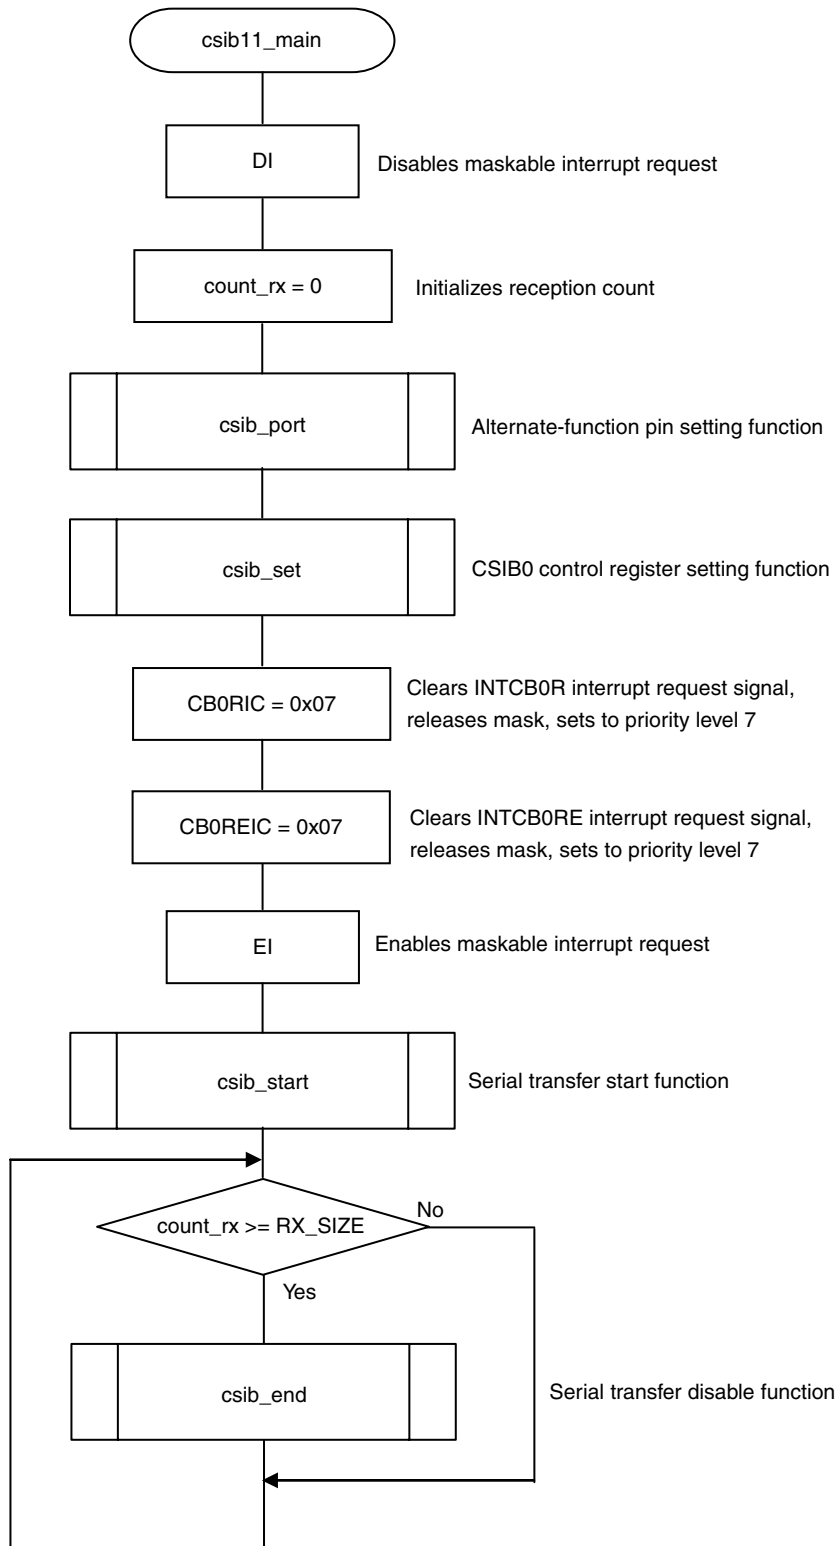 csib11_main
DI
Disables maskable interrupt request
count_rx = 0
Initializes reception count
csib_port
Alternate-function pin setting function
csib_set
CSIB0 control register setting function
CB0RIC = 0x07
Clears INTCB0R interrupt request signal,
releases mask, sets to priority level 7
CB0REIC = 0x07
Clears INTCB0RE interrupt request signal,
releases mask, sets to priority level 7
EI
Enables maskable interrupt request
csib_start
Serial transfer start function
count_rx >= RX_SIZE
No
Yes
csib_end
Serial transfer disable function